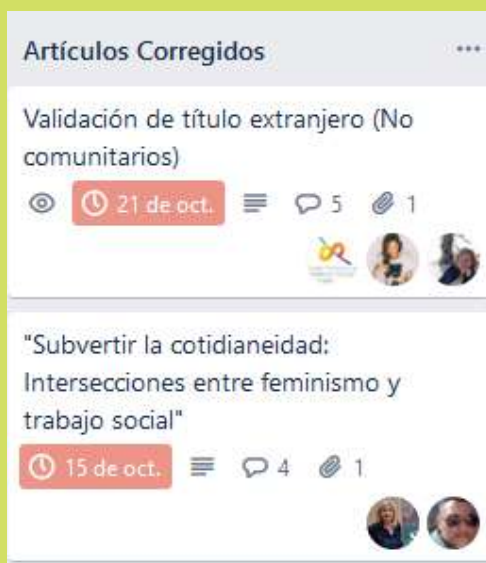 Artículos Corregidos
Validación de título extranjero (No
comunitarios)
21 de oct. 5 1
"Subvertir la cotidianeidad:
Intersecciones entre feminismo y
trabajo social"
15 de oct. 4 1